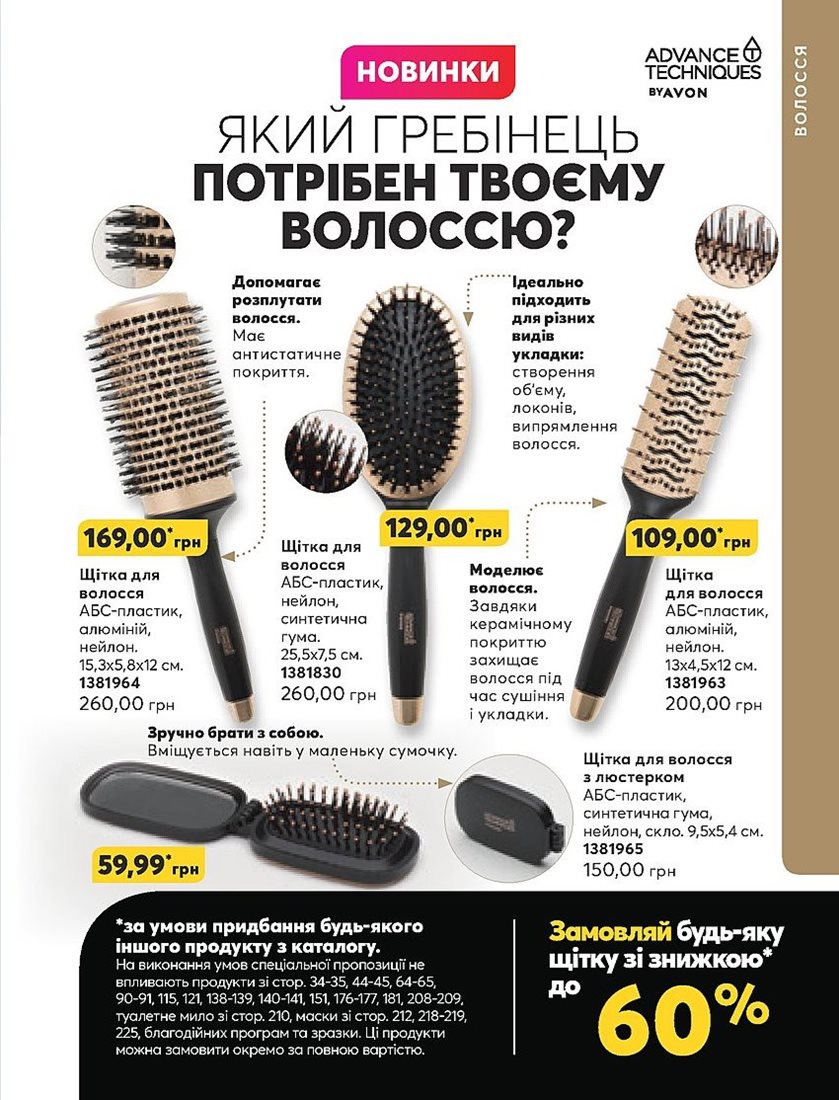 НОВИНКИ
ADVANCE
TECHNIQUES
BY AVON
ВОЛОССЯ
ЯКИЙ ГРЕБІНЕЦЬ
ПОТРІБЕН ТВОЄМУ
ВОЛОССЮ?
Допомагає
розплутати
волосся.
Має
антистатичне
покриття.
Ідеально
підходить
для різних
видів
укладки:
створення
об'єму,
локонів,
випрямлення
волосся.
169,00* грн
Щітка для
волосся
АБС-пластик,
алюміній,
нейлон.
15,3х5,8х12 см.
1381964
260,00 грн
129,00* грн
Щітка для
волосся
АБС-пластик,
нейлон,
синтетична
гума.
25,5х7,5 см.
1381830
260,00 грн
Моделює
волосся.
Завдяки
керамічному
покриттю
захищає
волосся під
час сушіння
і укладки.
109,00* грн
Щітка
для волосся
АБС-пластик,
алюміній,
нейлон.
13х4,5х12 см.
1381963
200,00 грн
Зручно брати з собою.
Вміщується навіть у маленьку сумочку.
59,99* грн
Щітка для волосся
з люстерком
АБС-пластик,
синтетична гума,
нейлон, скло. 9,5х5,4 см.
1381965
150,00 грн
*за умови придбання будь-якого
іншого продукту з каталогу.
На виконання умов спеціальної пропозиції не
впливають продукти зі стор. 34-35, 44-45, 64-65,
90-91, 115, 121, 138-139, 140-141, 151, 176-177, 181, 208-209,
туалетне мило зі стор. 210, маски зі стор. 212, 218-219,
225, благодійних програм та зразки. Ці продукти
можна замовити окремо за повною вартістю.
Замовляй будь-яку
щітку зі знижкою*
до 60%